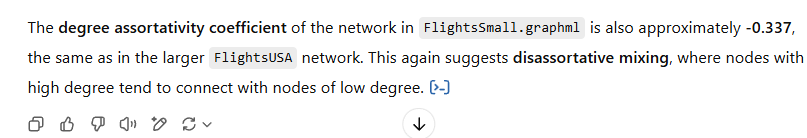 The degree assortativity coefficient of the network in FlightsSmall.graphml is also approximately -0.337,
the same as in the larger FlightsUSA network. This again suggests disassortative mixing, where nodes with
high degree tend to connect with nodes of low degree. [>-]